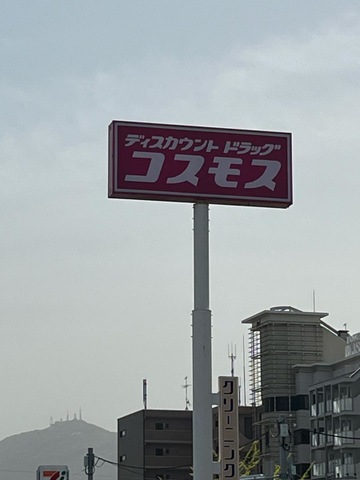 ディスカウント ドラッグ
コスモス
クリーニング